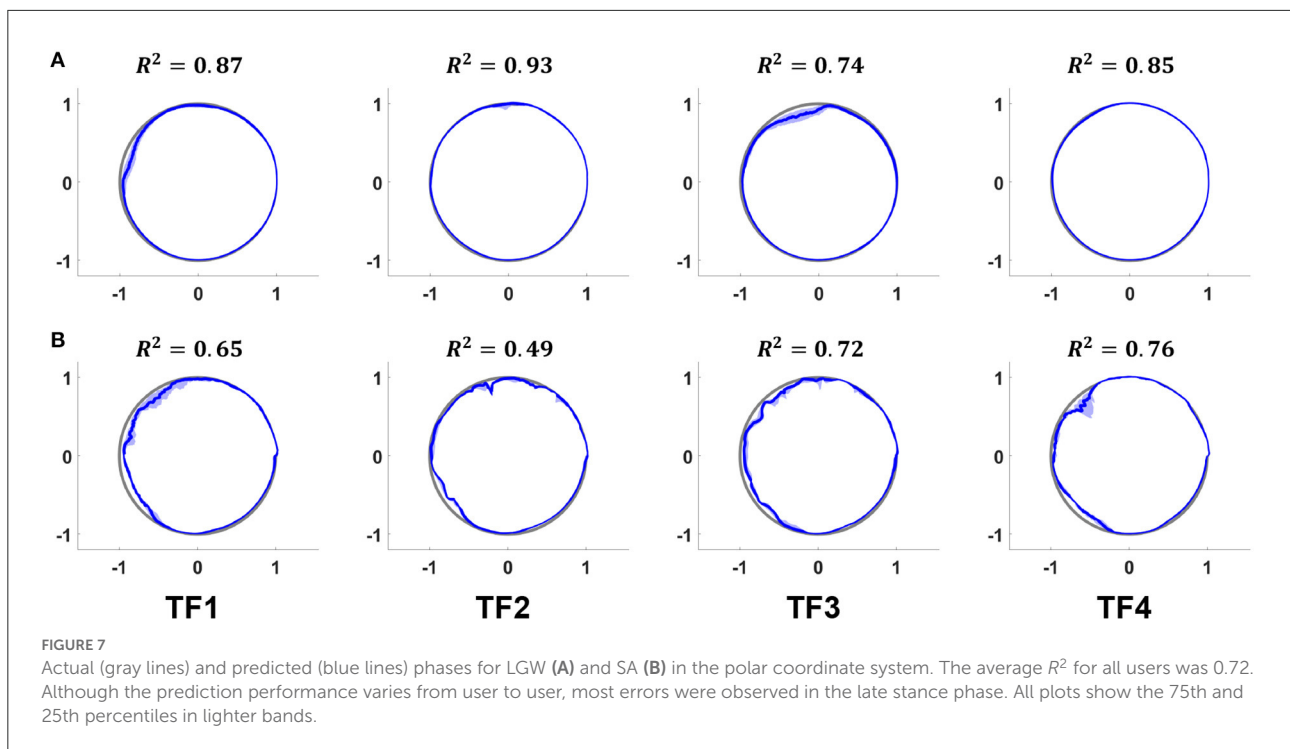 A
R² = 0.87
R² = 0.93
R² = 0.74
R² = 0.85
1
0
-1
-1 0 1
1
0
-1
-1 0 1
1
0
-1
-1 0 1
1
0
-1
-1 0 1
B
R² = 0.65
R² = 0.49
R² = 0.72
R² = 0.76
1
0
-1
-1 0 1
1
0
-1
-1 0 1
1
0
-1
-1 0 1
1
0
-1
-1 0 1
TF1
TF2
TF3
TF4
FIGURE 7
Actual (gray lines) and predicted (blue lines) phases for LGW (A) and SA (B) in the polar coordinate system. The average R² for all users was 0.72.
Although the prediction performance varies from user to user, most errors were observed in the late stance phase. All plots show the 75th and
25th percentiles in lighter bands.